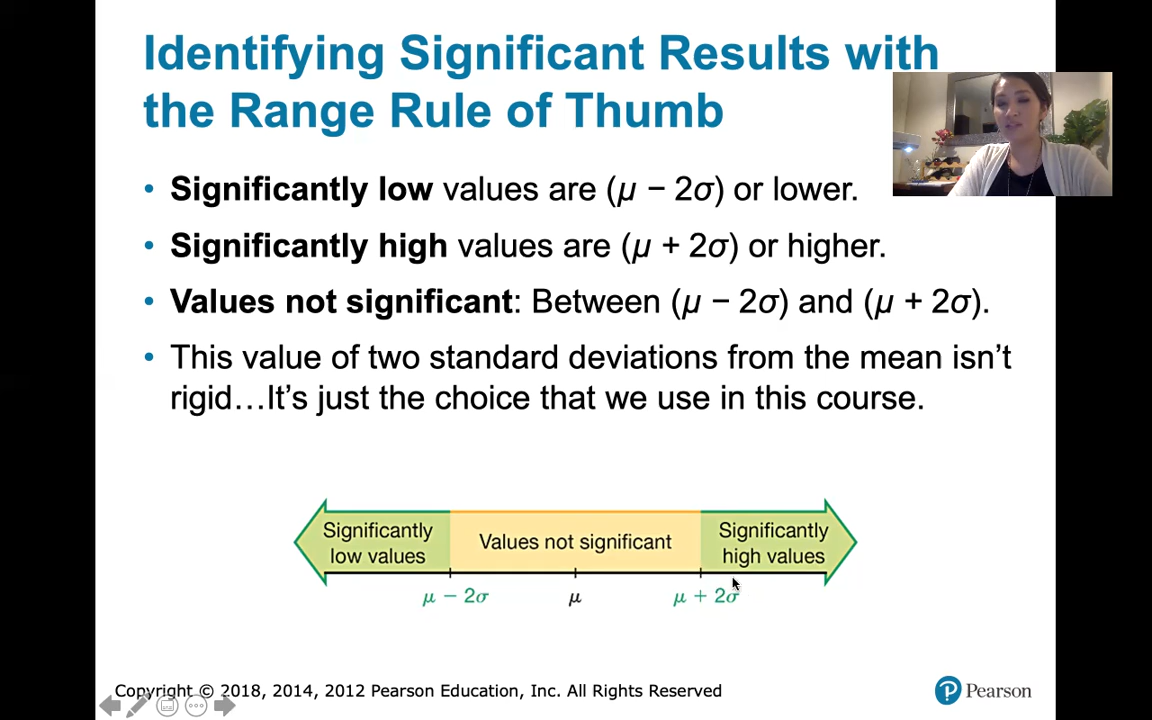 Identifying Significant Results with
the Range Rule of Thumb
• Significantly low values are (μ − 2σ) or lower.
• Significantly high values are (μ + 2σ) or higher.
• Values not significant: Between (μ − 2σ) and (μ + 2σ).
• This value of two standard deviations from the mean isn’t
rigid…It’s just the choice that we use in this course.
Significantly
low values
Values not significant
Significantly
high values
μ − 2σ
μ
μ + 2σ
Copyright © 2018, 2014, 2012 Pearson Education, Inc. All Rights Reserved
P Pearson